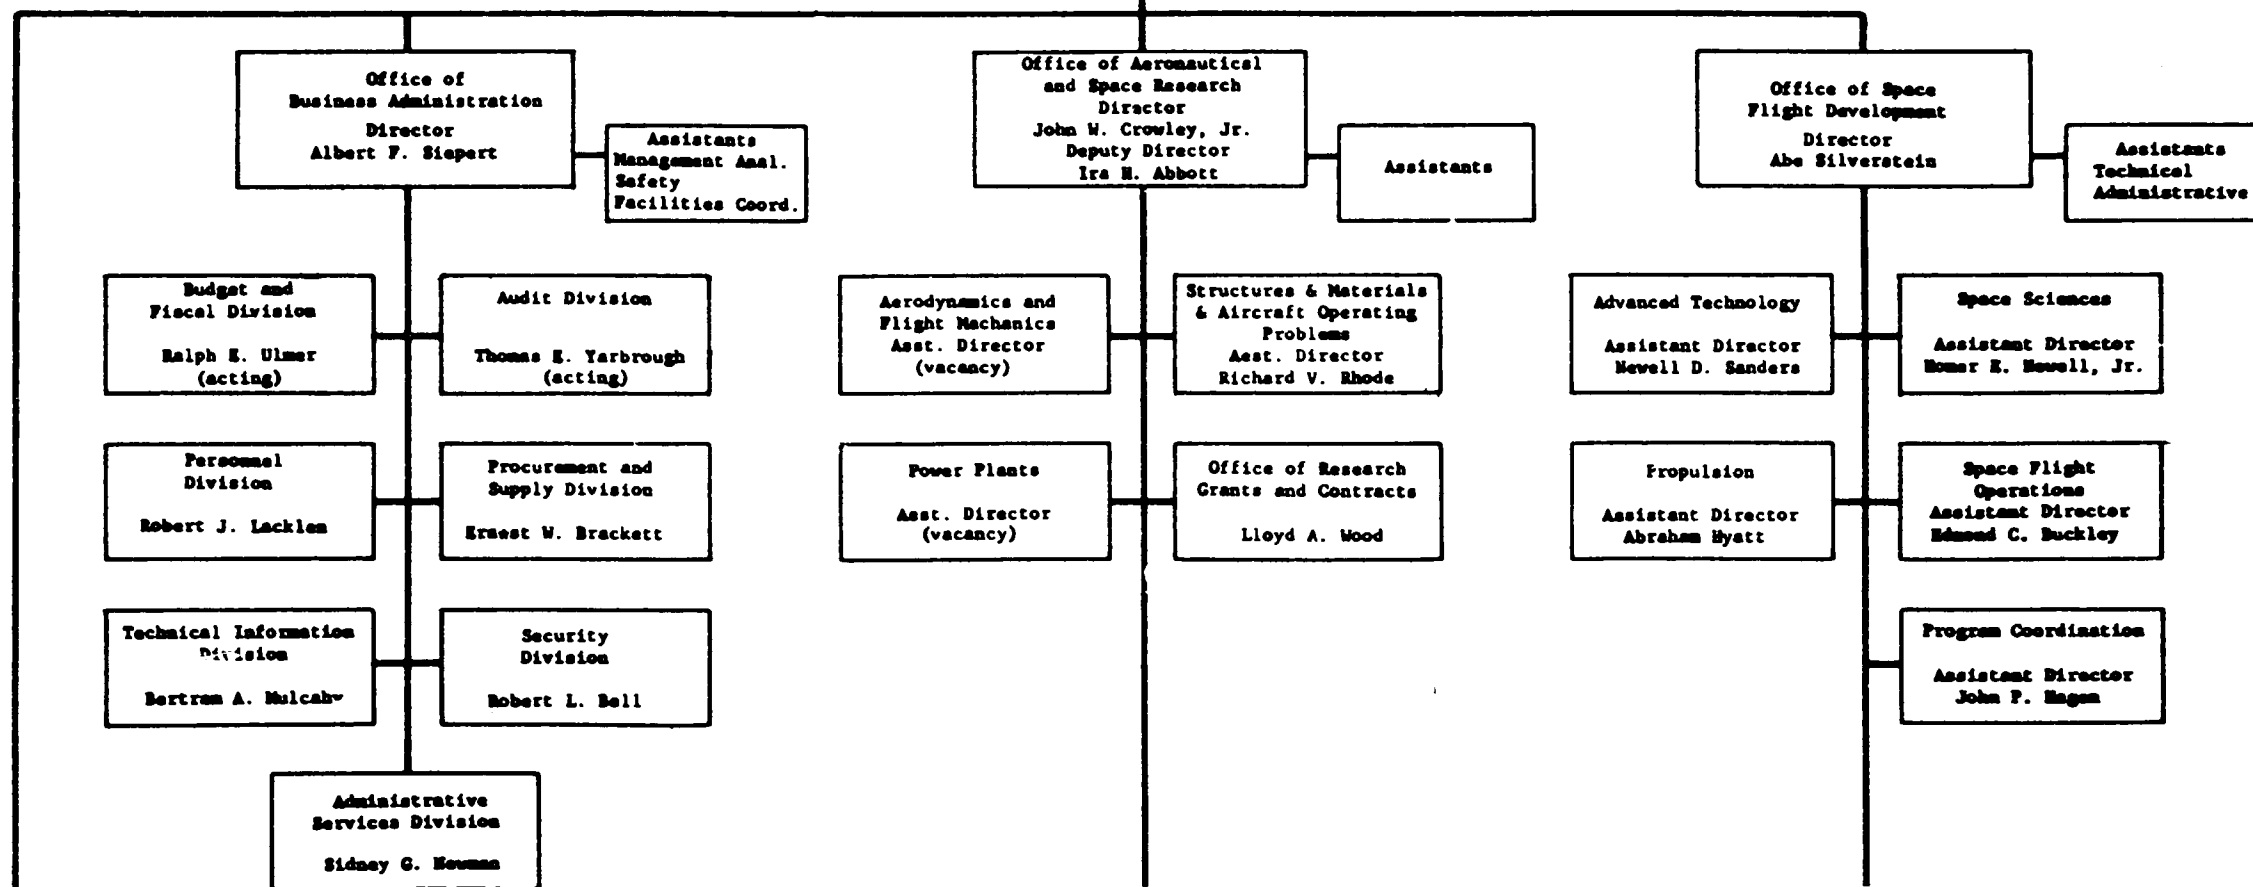 Office of
Business Administration
Director
Albert F. Siepert
Assistants
Management Anal.
Safety
Facilities Coord.
Office of Aeronautical
and Space Research
Director
John W. Crowley, Jr.
Deputy Director
Ira H. Abbott
Assistants
Office of Space
Flight Development
Director
Abe Silverstein
Assistants
Technical
Administrative
Budget and
Fiscal Division
Ralph E. Ulmer
(acting)
Audit Division
Thomas E. Yarbrough
(acting)
Aerodynamics and
Flight Mechanics
Asst. Director
(vacancy)
Structures & Materials
& Aircraft Operating
Problems
Asst. Director
Richard V. Rhode
Advanced Technology
Assistant Director
Newell D. Sanders
Space Sciences
Assistant Director
Homer E. Newell, Jr.
Personnel
Division
Robert J. Lacklen
Procurement and
Supply Division
Ernest W. Brackett
Power Plants
Asst. Director
(vacancy)
Office of Research
Grants and Contracts
Lloyd A. Wood
Propulsion
Assistant Director
Abraham Hyatt
Space Flight
Operations
Assistant Director
Edmond C. Buckley
Technical Information
Division
Bertram A. Mulcahy
Security
Division
Robert L. Bell
Program Coordination
Assistant Director
John P. Hagen
Administrative
Services Division
Sidney G. Newman